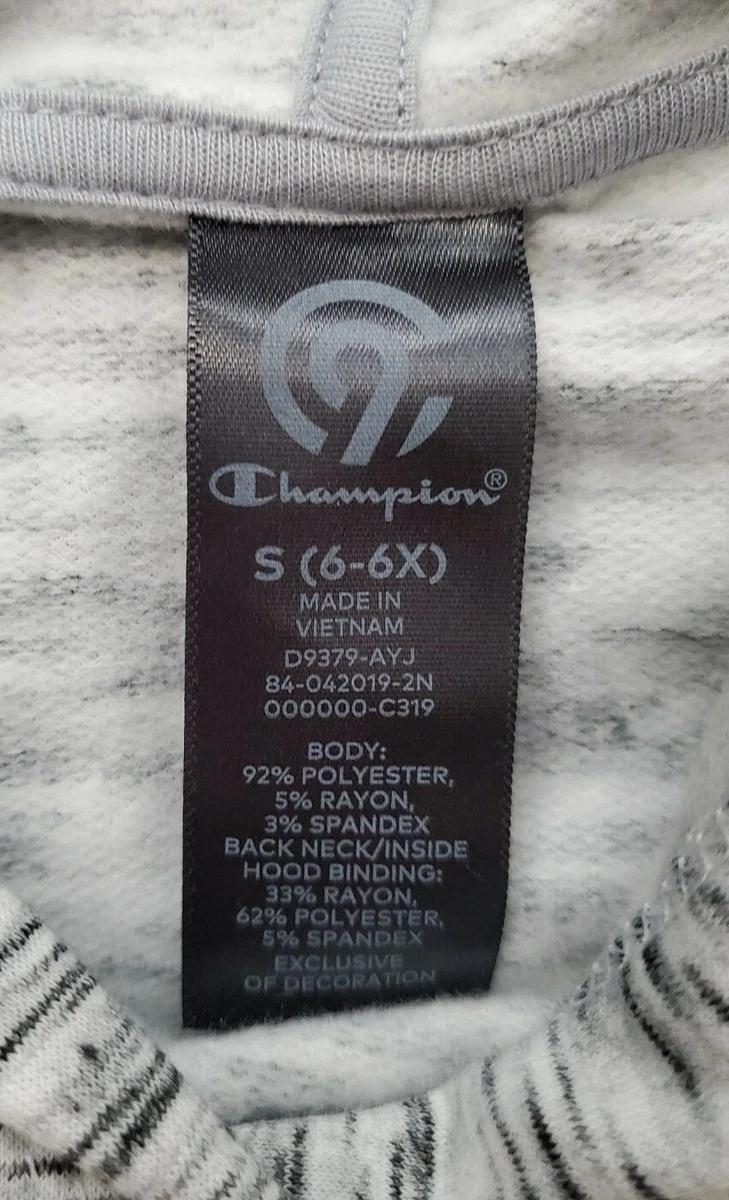 C9
Champion®
S (6-6X)
MADE IN
VIETNAM
D9379-AYJ
84-042019-2N
000000-C319
BODY:
92% POLYESTER,
5% RAYON,
3% SPANDEX
BACK NECK/INSIDE
HOOD BINDING:
33% RAYON,
62% POLYESTER,
5% SPANDEX
EXCLUSIVE
OF DECORATION